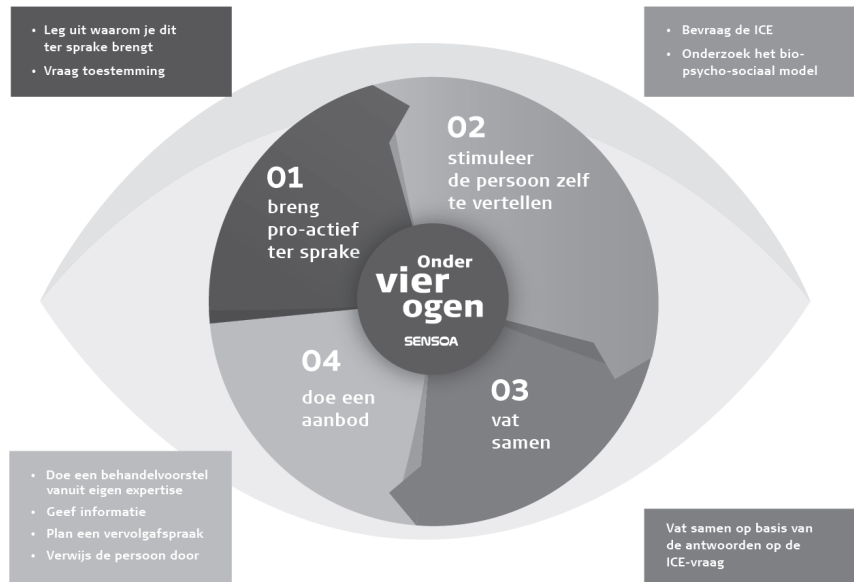 • Leg uit waarom je dit
ter sprake brengt
• Vraag toestemming
• Bevraag de ICE
• Onderzoek het bio-
psycho-sociaal model
01
breng
pro-actief
ter sprake
02
stimuleer
de persoon zelf
te vertellen
Onder
vier
ogen
SENSOA
04
doe een
aanbod
03
vat
samen
• Doe een behandelvoorstel
vanuit eigen expertise
• Geef informatie
• Plan een vervolgafspraak
• Verwijs de persoon door
Vat samen op basis van
de antwoorden op de
ICE-vraag